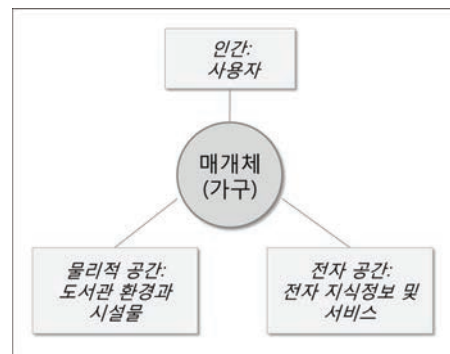 인간:
사용자
매개체
(가구)
물리적 공간:
도서관 환경과
시설물
전자 공간:
전자 지식정보 및
서비스